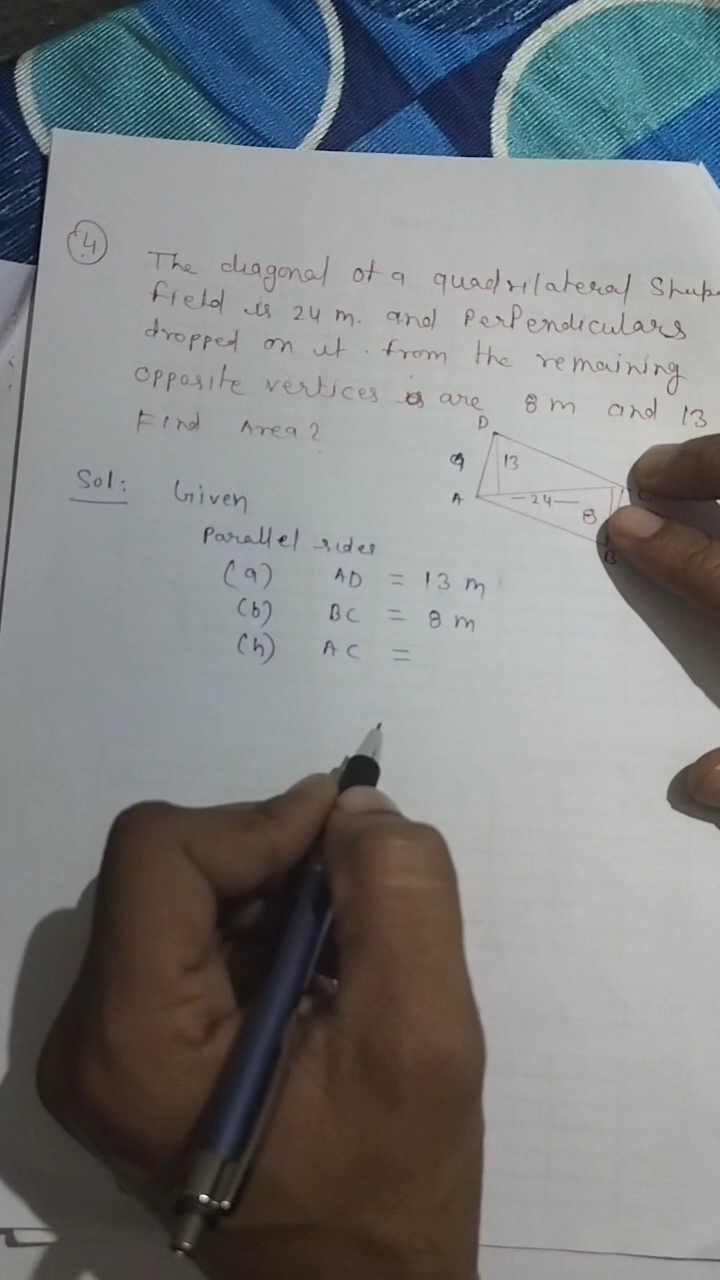 4
The diagonal of a quadrilateral Shape
field is 24 m. and Perpendiculars
dropped on it. from the remaining
opposite vertices are 8 m and 13
Find Area?
D
13
A
24
8
C
B
Sol: Given
Parallel sides
(a) AD = 13 m
(b) BC = 8 m
(h) AC =